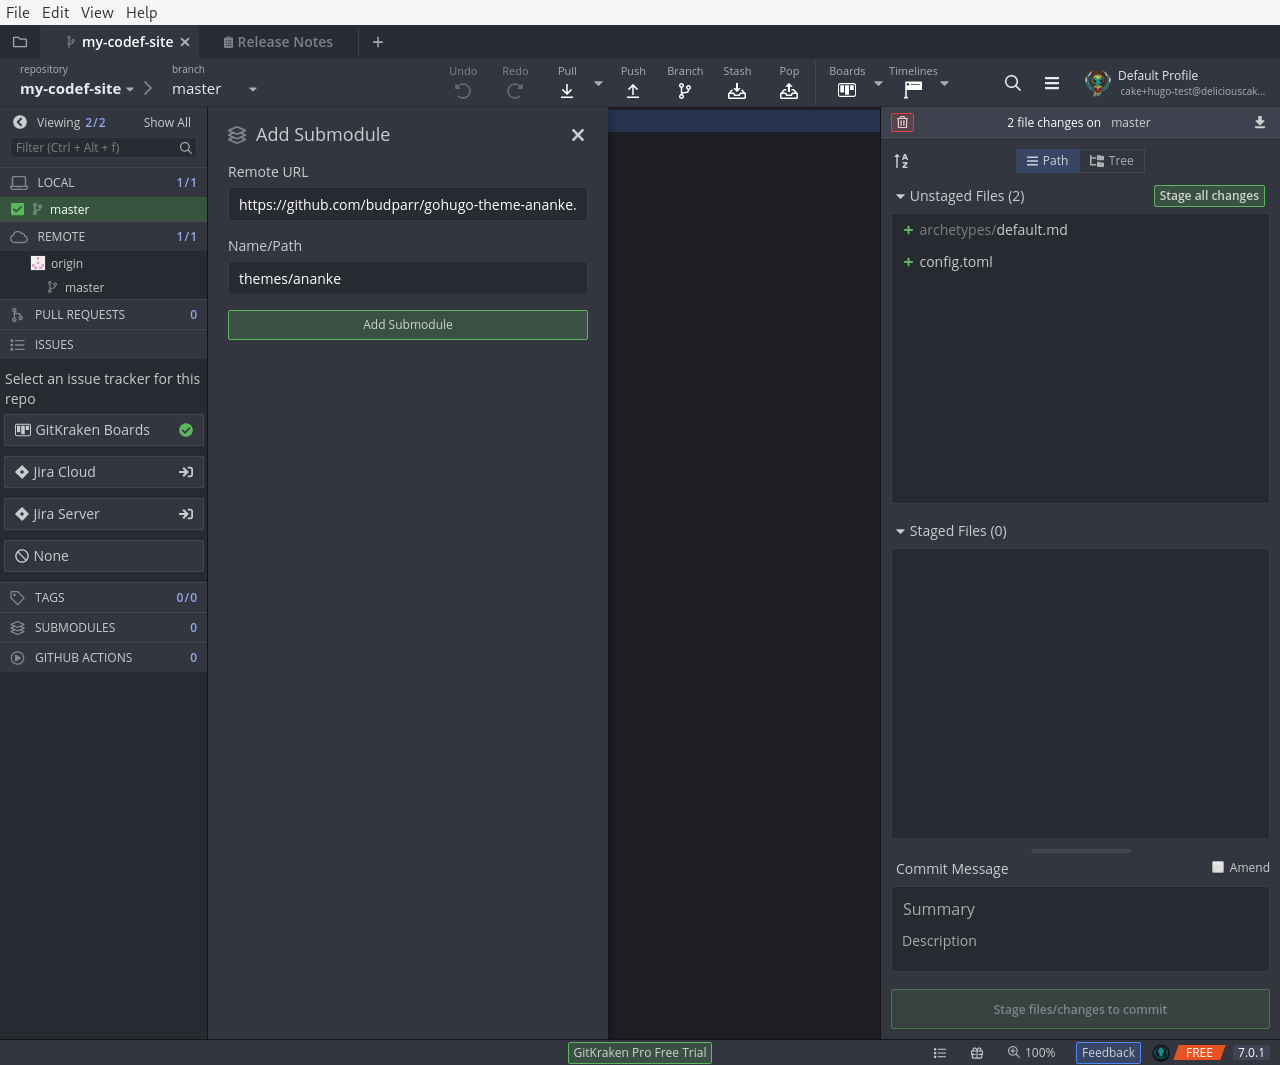 File Edit View Help
my-codef-site
Release Notes
repository
my-codef-site
branch
master
Undo
Redo
Pull
Push
Branch
Stash
Pop
Boards
Timelines
Default Profile
cake+hugo-test@deliciouscak...
Viewing 2/2 Show All
Filter (Ctrl + Alt + f)
LOCAL 1/1
master
REMOTE 1/1
origin
master
PULL REQUESTS 0
ISSUES
Select an issue tracker for this
repo
GitKraken Boards
Jira Cloud
Jira Server
None
TAGS 0/0
SUBMODULES 0
GITHUB ACTIONS 0
Add Submodule
Remote URL
https://github.com/budparr/gohugo-theme-ananke.
Name/Path
themes/ananke
Add Submodule
2 file changes on master
Path
Tree
Unstaged Files (2)
Stage all changes
archetypes/default.md
config.toml
Staged Files (0)
Commit Message
Amend
Summary
Description
Stage files/changes to commit
GitKraken Pro Free Trial
100%
Feedback
FREE
7.0.1